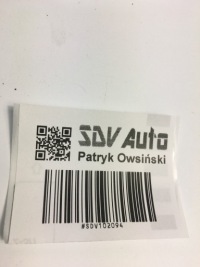 SDV Auto
Patryk Owsiński
#SDV102094